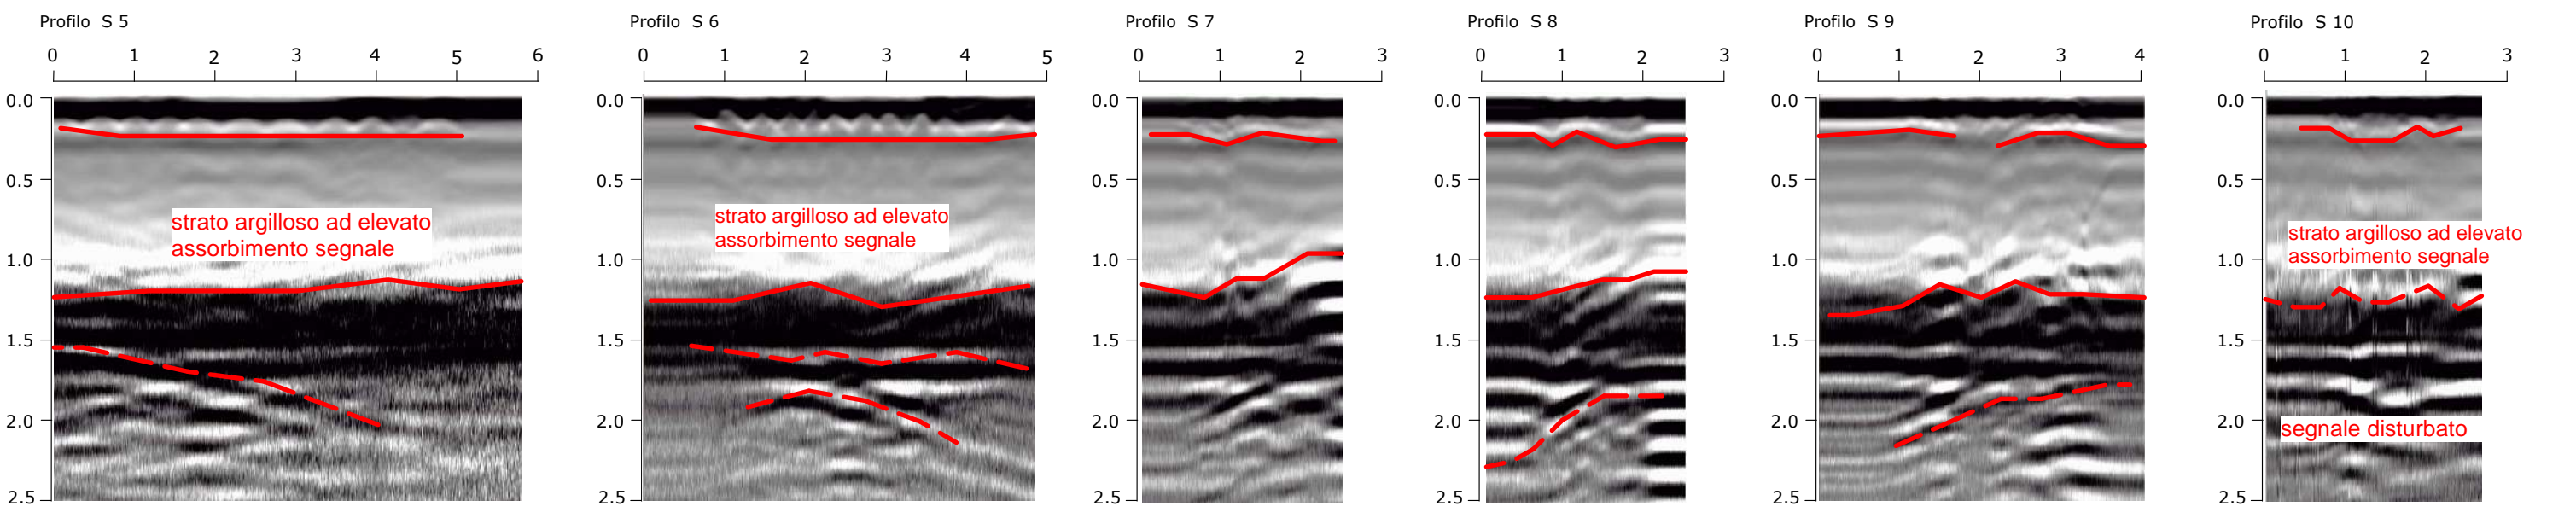 Profilo  S 5
0 1 2 3 4 5 6
0.0
0.5
strato argilloso ad elevato
assorbimento segnale
1.0
1.5
2.0
2.5
Profilo  S 6
0 1 2 3 4 5
0.0
0.5
strato argilloso ad elevato
assorbimento segnale
1.0
1.5
2.0
2.5
Profilo  S 7
0 1 2 3
0.0
0.5
1.0
1.5
2.0
2.5
Profilo  S 8
0 1 2 3
0.0
0.5
1.0
1.5
2.0
2.5
Profilo  S 9
0 1 2 3 4
0.0
0.5
1.0
1.5
2.0
2.5
Profilo  S 10
0 1 2 3
0.0
0.5
strato argilloso ad elevato
assorbimento segnale
1.0
1.5
2.0
segnale disturbato
2.5